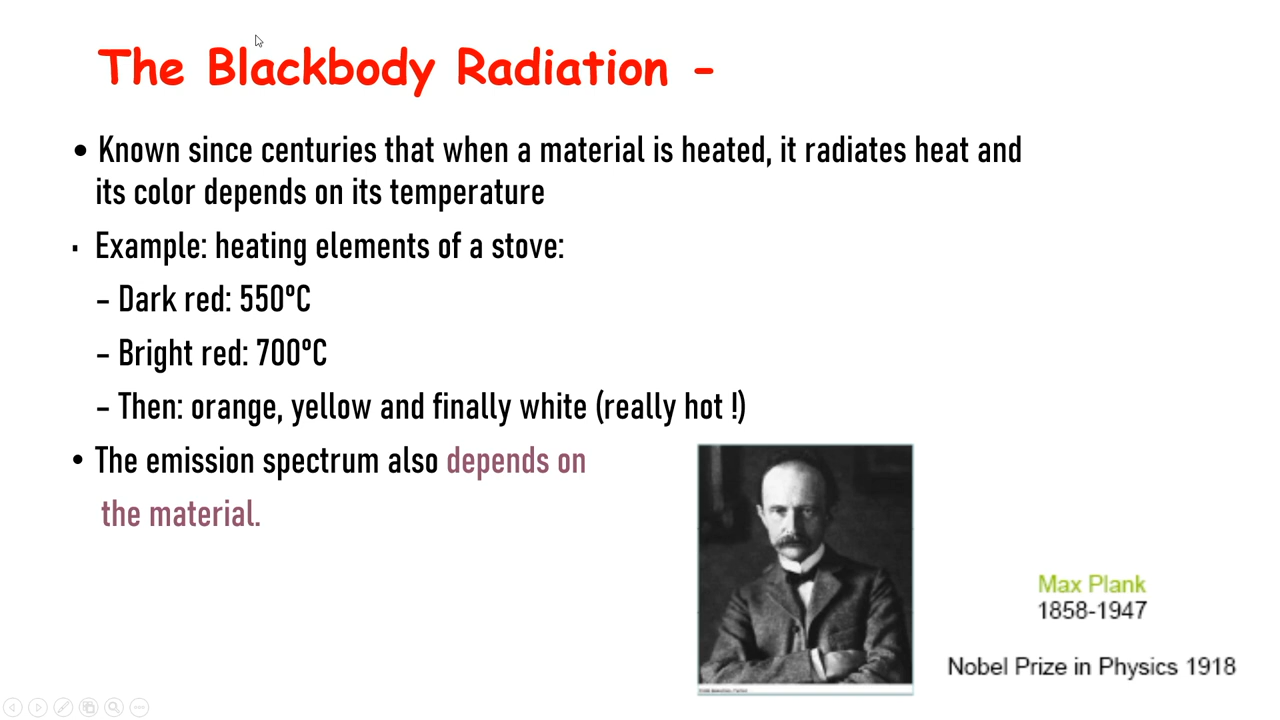 The Blackbody Radiation -
• Known since centuries that when a material is heated, it radiates heat and
its color depends on its temperature
▪ Example: heating elements of a stove:
– Dark red: 550°C
– Bright red: 700°C
– Then: orange, yellow and finally white (really hot !)
• The emission spectrum also depends on
the material.
Max Plank
1858-1947
Nobel Prize in Physics 1918